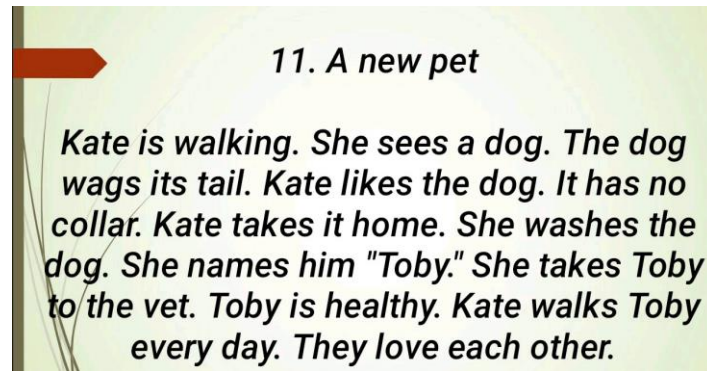 11. A new pet
Kate is walking. She sees a dog. The dog
wags its tail. Kate likes the dog. It has no
collar. Kate takes it home. She washes the
dog. She names him "Toby." She takes Toby
to the vet. Toby is healthy. Kate walks Toby
every day. They love each other.